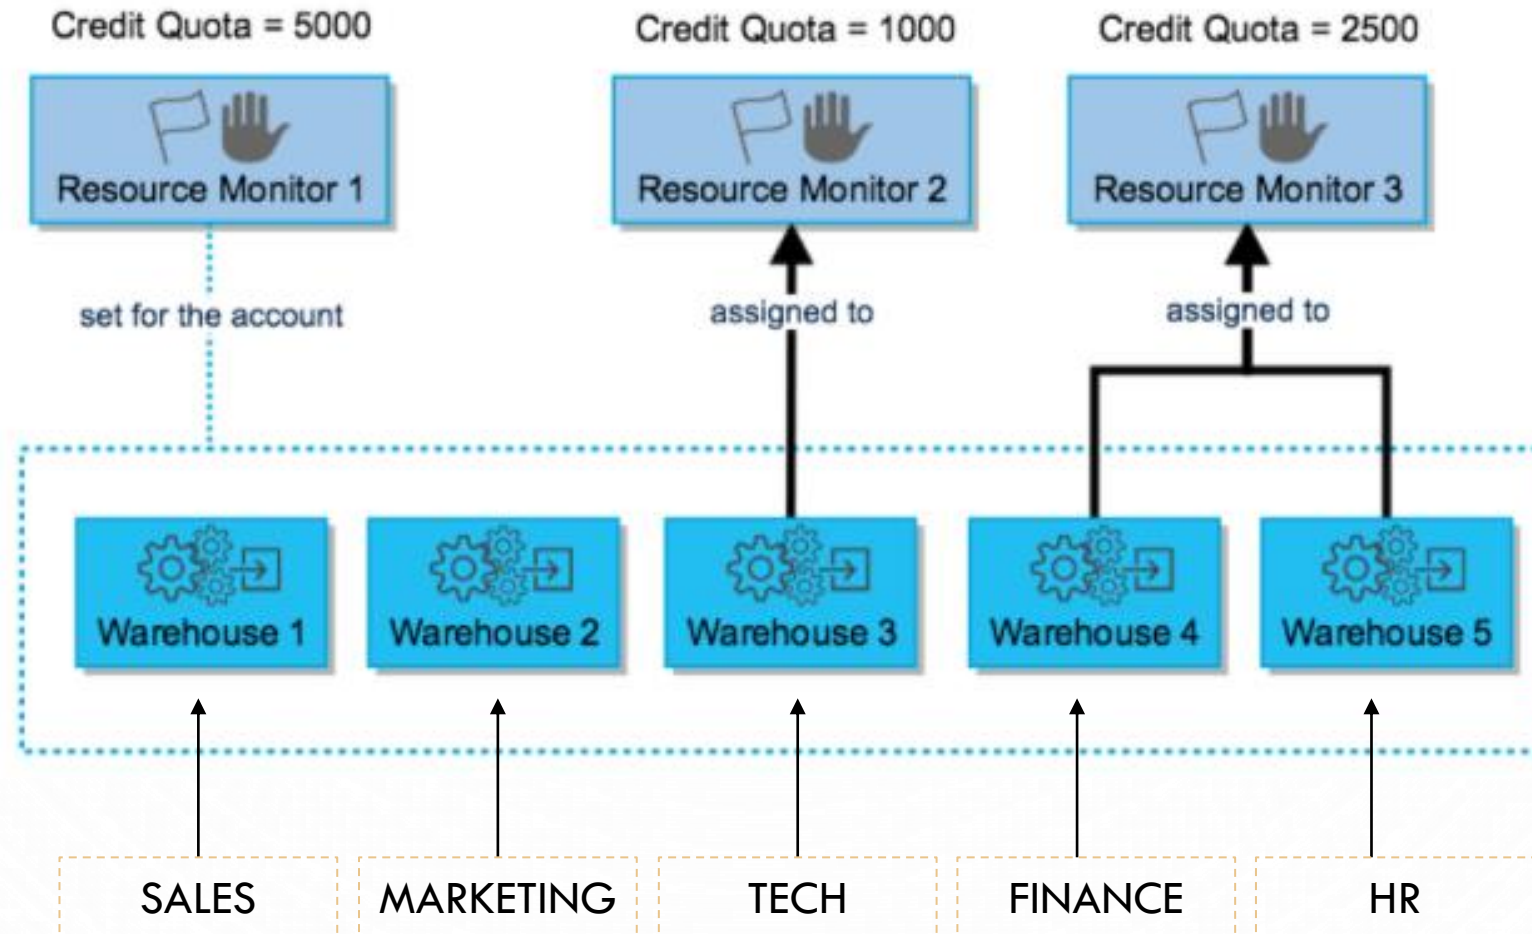 Credit Quota = 5000
Credit Quota = 1000
Credit Quota = 2500
Resource Monitor 1
Resource Monitor 2
Resource Monitor 3
set for the account
assigned to
assigned to
Warehouse 1
Warehouse 2
Warehouse 3
Warehouse 4
Warehouse 5
SALES
MARKETING
TECH
FINANCE
HR